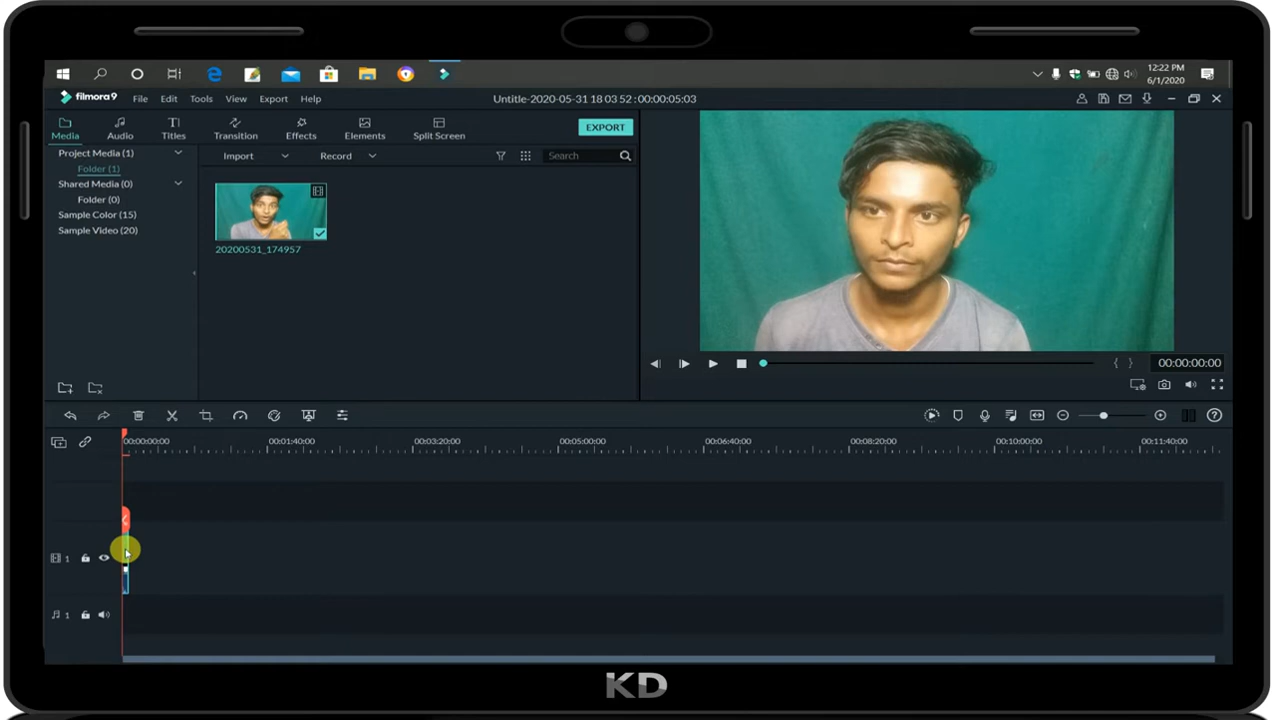 12:22 PM
6/1/2020
filmora9 File Edit Tools View Export Help Untitle-2020-05-31 18 03 52 : 00:00:05:03
Media Audio Titles Transition Effects Elements Split Screen EXPORT
Project Media (1) Import Record Search
Folder (1)
Shared Media (0)
Folder (0)
Sample Color (15)
Sample Video (20)
20200531_174957
00:00:00:00
00:00:00:00 00:01:40:00 00:03:20:00 00:05:00:00 00:06:40:00 00:08:20:00 00:10:00:00 00:11:40:00
1
1
KD